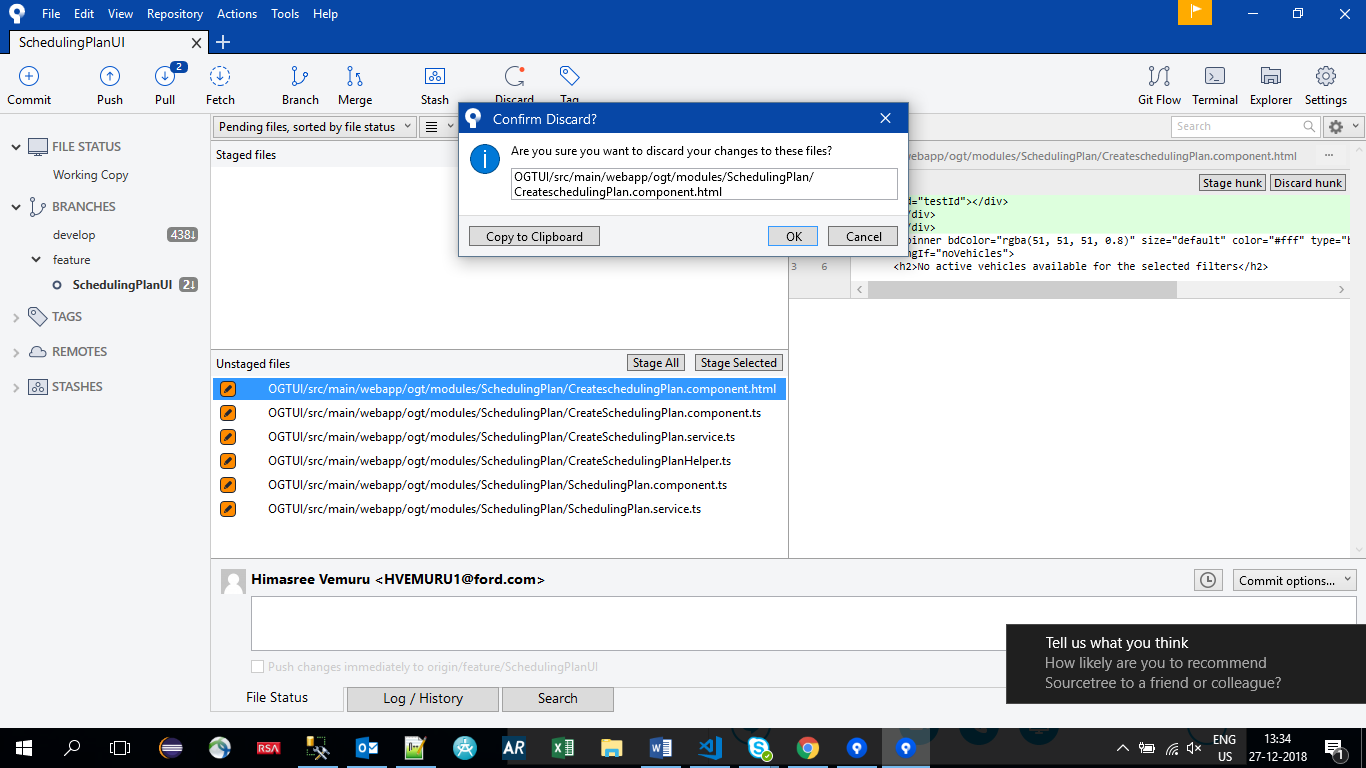 File Edit View Repository Actions Tools Help
SchedulingPlanUI
2
Commit Push Pull Fetch Branch Merge Stash Discard Tag Git Flow Terminal Explorer Settings
Pending files, sorted by file status
Search
Confirm Discard?
Are you sure you want to discard your changes to these files?
OGTUI/src/main/webapp/ogt/modules/SchedulingPlan/
CreateschedulingPlan.component.html
Copy to Clipboard OK Cancel
FILE STATUS
Working Copy
BRANCHES
develop 438↓
feature
SchedulingPlanUI 2↓
TAGS
REMOTES
STASHES
Staged files
webapp/ogt/modules/SchedulingPlan/CreateschedulingPlan.component.html ...
Stage hunk Discard hunk
d="testId"></div>
/div>
/div>
pinner bdColor="rgba(51, 51, 51, 0.8)" size="default" color="#fff" type="b
ngIf="noVehicles">
3 6 <h2>No active vehicles available for the selected filters</h2>
Unstaged files Stage All Stage Selected
OGTUI/src/main/webapp/ogt/modules/SchedulingPlan/CreateschedulingPlan.component.html
OGTUI/src/main/webapp/ogt/modules/SchedulingPlan/CreateSchedulingPlan.component.ts
OGTUI/src/main/webapp/ogt/modules/SchedulingPlan/CreateSchedulingPlan.service.ts
OGTUI/src/main/webapp/ogt/modules/SchedulingPlan/CreateSchedulingPlanHelper.ts
OGTUI/src/main/webapp/ogt/modules/SchedulingPlan/SchedulingPlan.component.ts
OGTUI/src/main/webapp/ogt/modules/SchedulingPlan/SchedulingPlan.service.ts
Himasree Vemuru <HVEMURU1@ford.com>
Commit options...
Push changes immediately to origin/feature/SchedulingPlanUI
File Status Log / History Search
Tell us what you think
How likely are you to recommend
Sourcetree to a friend or colleague?
RSA AR
ENG
US
13:34
27-12-2018
1